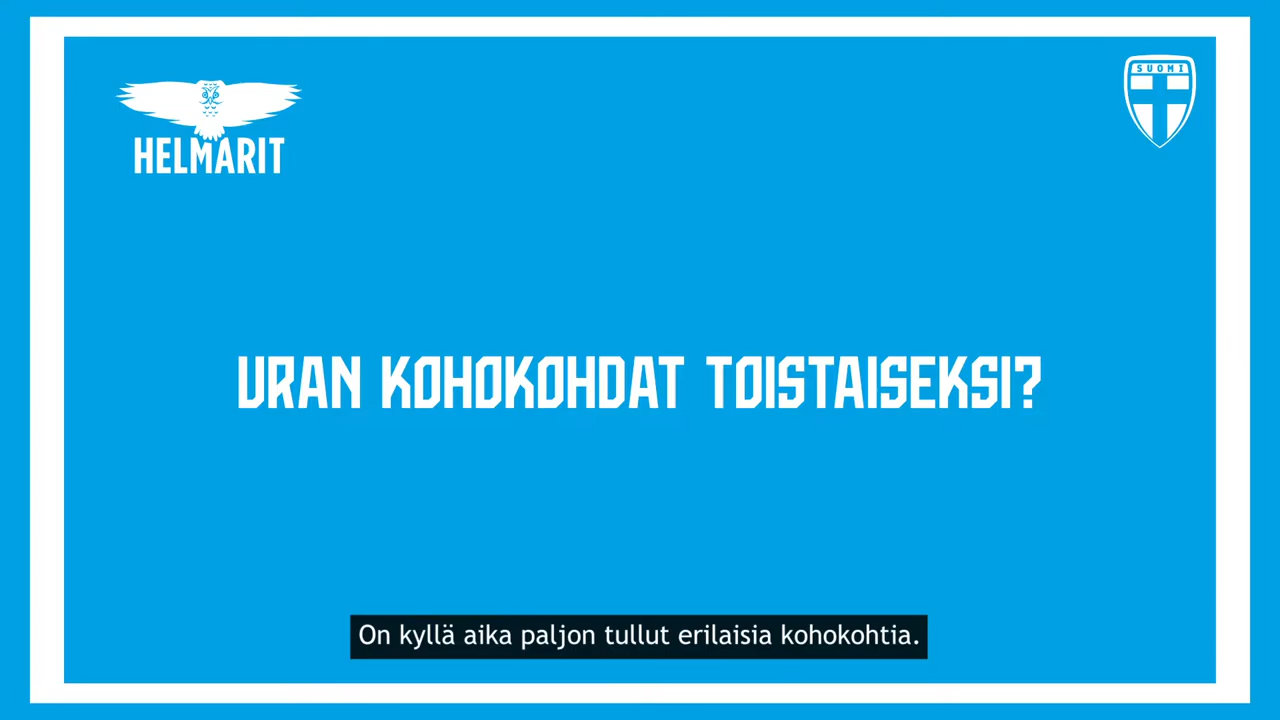 HELMARIT
SUOMI
URAN KOHOKOHDAT TOISTAISEKSI?
On kyllä aika paljon tullut erilaisia kohokohtia.